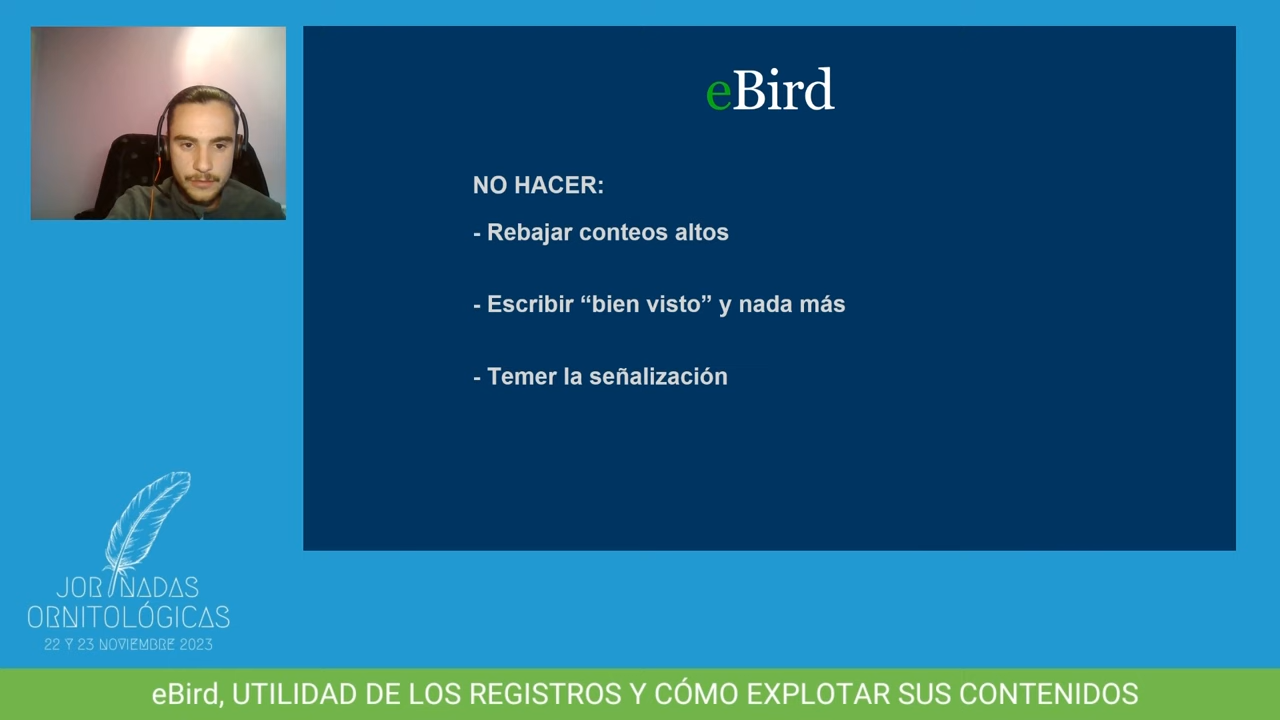 eBird
NO HACER:
- Rebajar conteos altos
- Escribir “bien visto” y nada más
- Temer la señalización
JORNADAS
ORNITOLÓGICAS
22 Y 23 NOVIEMBRE 2023
eBird, UTILIDAD DE LOS REGISTROS Y CÓMO EXPLOTAR SUS CONTENIDOS